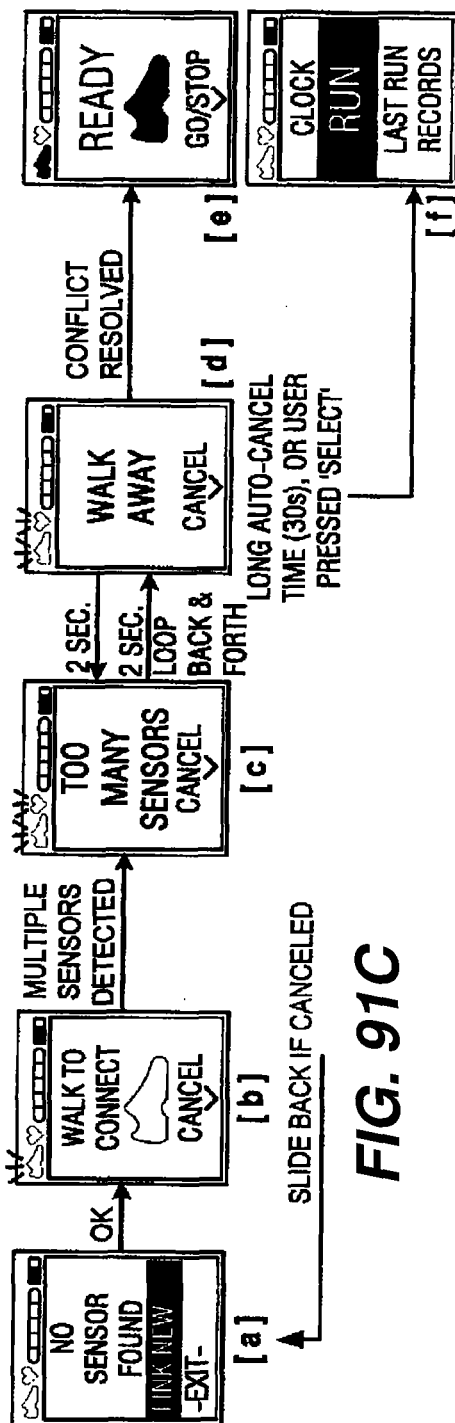 NO
SENSOR
FOUND
LINK NEW
-EXIT-
[a]
OK
WALK TO
CONNECT
CANCEL
[b]
MULTIPLE
SENSORS
DETECTED
TOO
MANY
SENSORS
CANCEL
[c]
2 SEC.
2 SEC.
LOOP
BACK &
FORTH
WALK
AWAY
CANCEL
[d]
CONFLICT
RESOLVED
READY
GO/STOP
[e]
LONG AUTO-CANCEL
TIME (30s), OR USER
PRESSED 'SELECT'
CLOCK
RUN
LAST RUN
RECORDS
[f]
SLIDE BACK IF CANCELED
FIG. 91C